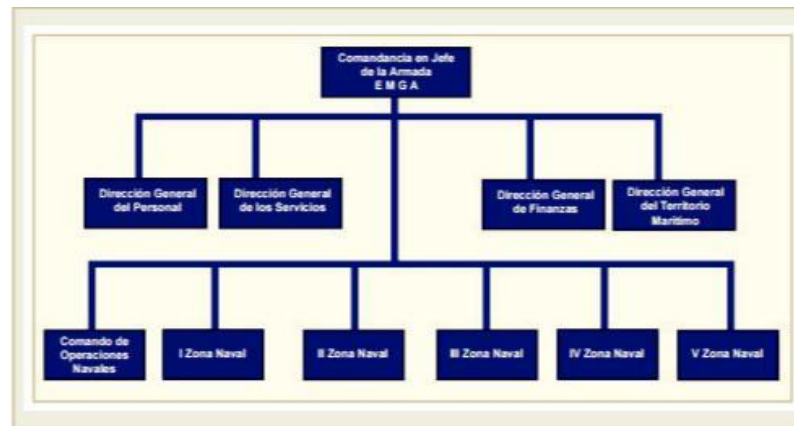 Comandancia en Jefe
de la Armada
E M G A
Dirección General
del Personal
Dirección General
de los Servicios
Dirección General
de Finanzas
Dirección General
del Territorio
Marítimo
Comando de
Operaciones
Navales
I Zona Naval
II Zona Naval
III Zona Naval
IV Zona Naval
V Zona Naval